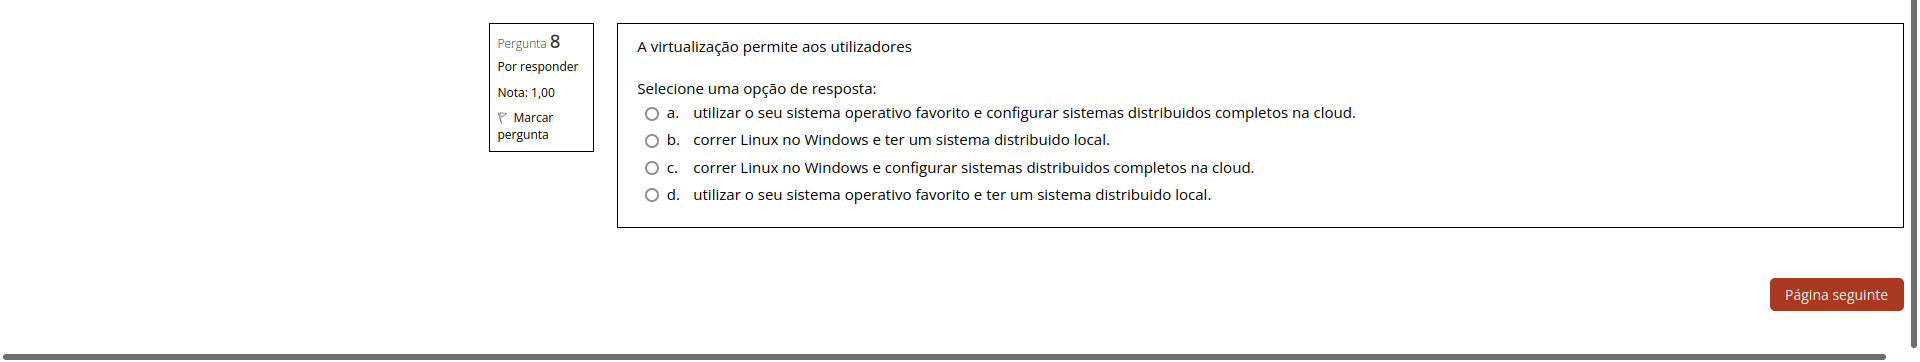 Pergunta 8
Por responder
Nota: 1,00
Marcar
pergunta
A virtualização permite aos utilizadores
Selecione uma opção de resposta:
a. utilizar o seu sistema operativo favorito e configurar sistemas distribuidos completos na cloud.
b. correr Linux no Windows e ter um sistema distribuido local.
c. correr Linux no Windows e configurar sistemas distribuidos completos na cloud.
d. utilizar o seu sistema operativo favorito e ter um sistema distribuido local.
Página seguinte